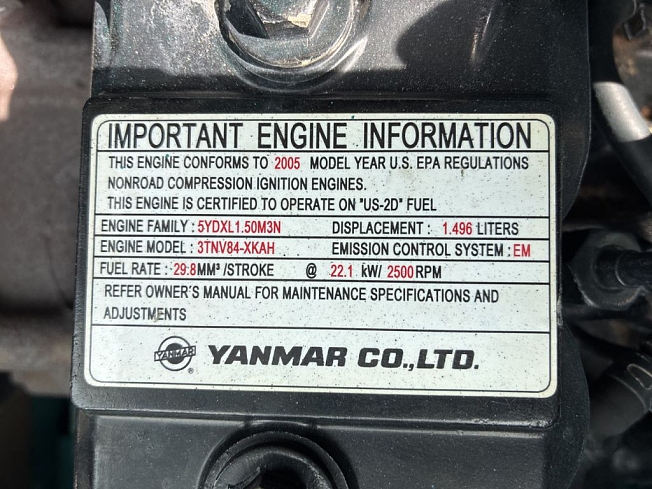 IMPORTANT ENGINE INFORMATION
THIS ENGINE CONFORMS TO 2005 MODEL YEAR U.S. EPA REGULATIONS
NONROAD COMPRESSION IGNITION ENGINES.
THIS ENGINE IS CERTIFIED TO OPERATE ON "US-2D" FUEL
ENGINE FAMILY : 5YDXL1.50M3N DISPLACEMENT : 1.496 LITERS
ENGINE MODEL : 3TNV84-XKAH EMISSION CONTROL SYSTEM : EM
FUEL RATE : 29.8MM³ /STROKE @ 22.1 kW/ 2500 RPM
REFER OWNER'S MANUAL FOR MAINTENANCE SPECIFICATIONS AND
ADJUSTMENTS
YANMAR ® YANMAR CO.,LTD.